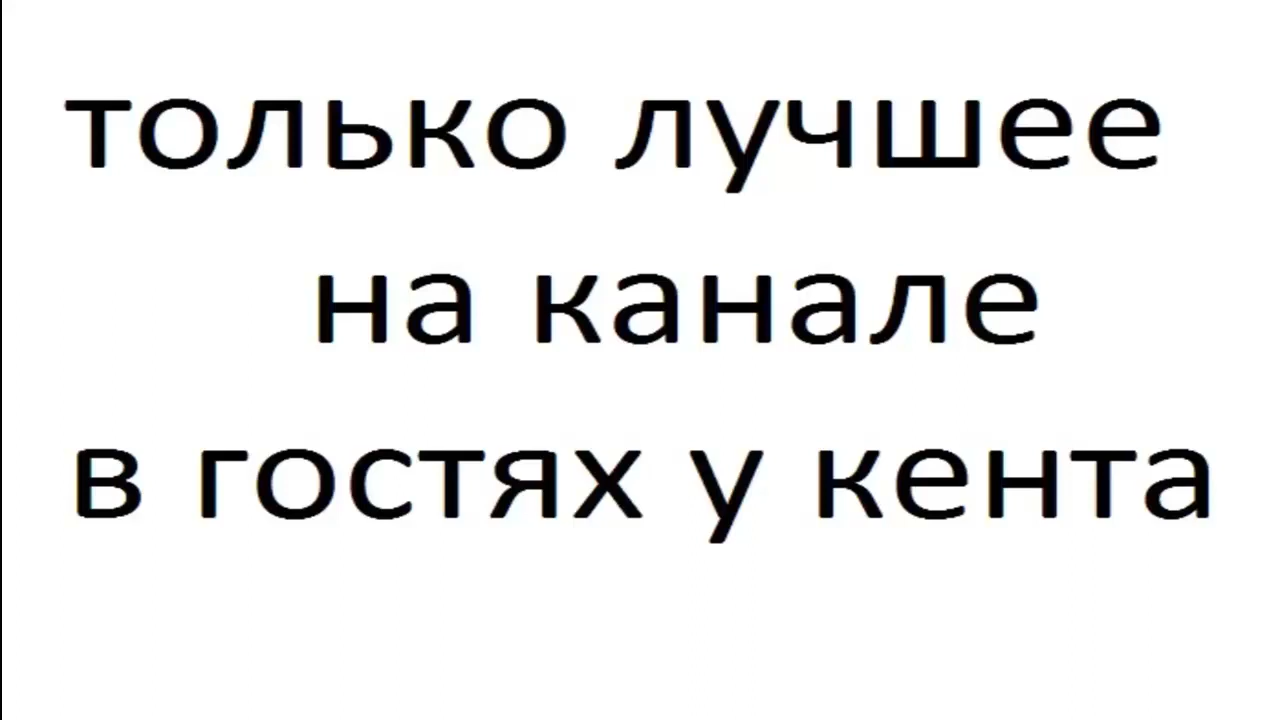 только лучшее
на канале
в гостях у кента